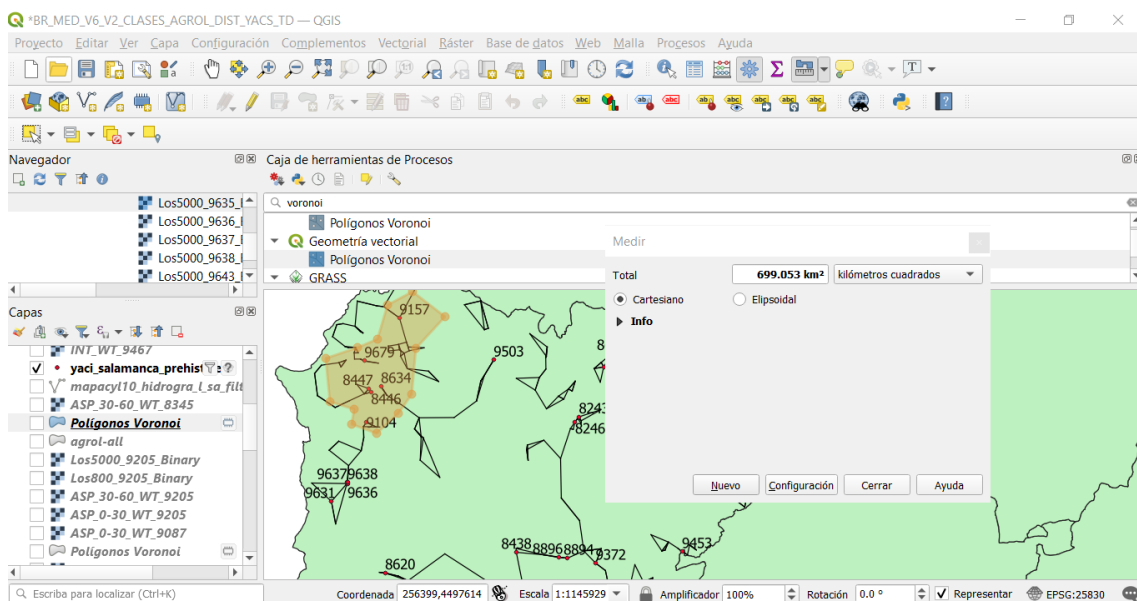 *BR_MED_V6_V2_CLASES_AGROL_DIST_YACS_TD — QGIS
Proyecto Editar Ver Capa Configuración Complementos Vectorial Ráster Base de datos Web Malla Procesos Ayuda
Navegador
Los5000_9635_
Los5000_9636_
Los5000_9637_
Los5000_9638_
Los5000_9643_
Caja de herramientas de Procesos
voronoi
Polígonos Voronoi
Geometría vectorial
Polígonos Voronoi
GRASS
Medir
Total 699.053 km² kilómetros cuadrados
Cartesiano Elipsoidal
Info
Nuevo Configuración Cerrar Ayuda
Capas
INT_WT_9467
yaci_salamanca_prehist
mapacyl10_hidrogra_l_sa_filt
ASP_30-60_WT_8345
Polígonos Voronoi
agrol-all
Los5000_9205_Binary
Los800_9205_Binary
ASP_30-60_WT_9205
ASP_0-30_WT_9205
ASP_0-30_WT_9087
Polígonos Voronoi
9157
9679
9503
8447 8634
8446
9104
8243
8246
9637 9638
9631 9636
8438 8896 8894 9372
9453
8620
Escriba para localizar (Ctrl+K)
Coordenada 256399,4497614 Escala 1:1145929 Amplificador 100% Rotación 0.0 ° Representar EPSG:25830